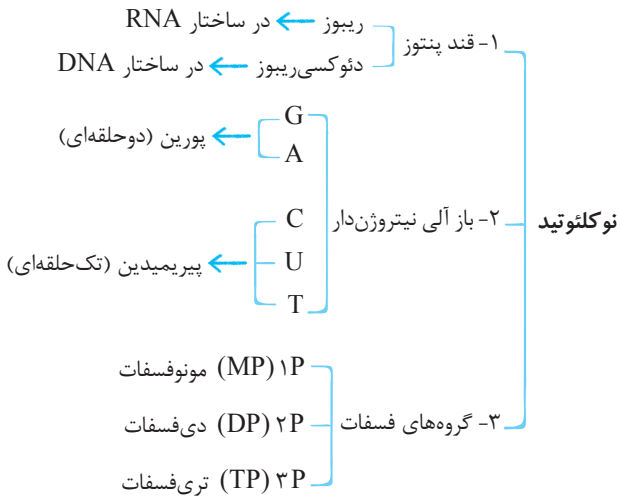 نوکلئوتید
۱- قند پنتوز
ریبوز ← در ساختار RNA
دئوکسی‌ریبوز ← در ساختار DNA
۲- باز آلی نیتروژن‌دار
G
A
← پورین (دوحلقه‌ای)
C
U
T
← پیریمیدین (تک‌حلقه‌ای)
۳- گروه‌های فسفات
۱P (MP) مونوفسفات
۲P (DP) دی‌فسفات
۳P (TP) تری‌فسفات